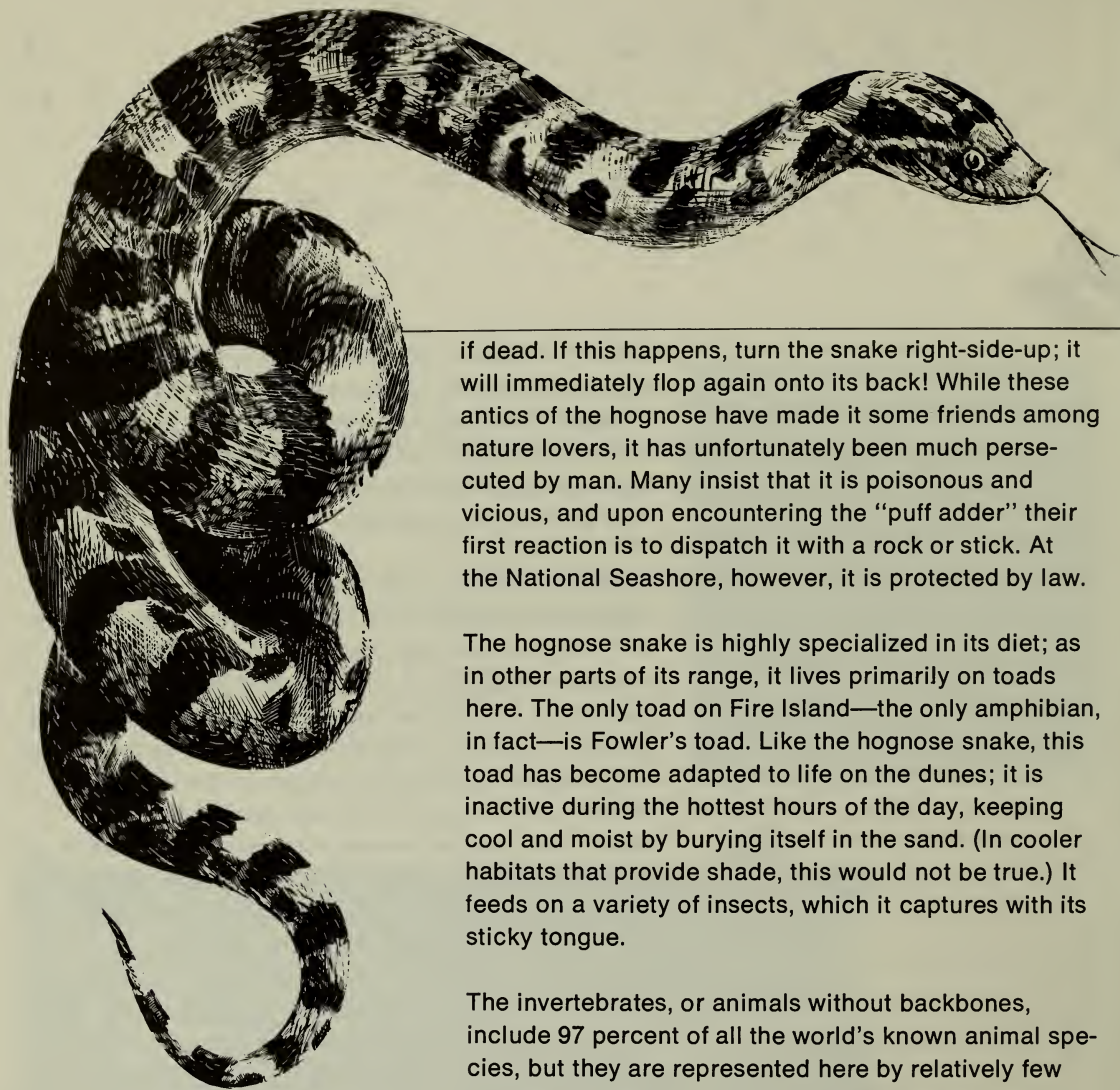 if dead. If this happens, turn the snake right-side-up; it
will immediately flop again onto its back! While these
antics of the hognose have made it some friends among
nature lovers, it has unfortunately been much perse-
cuted by man. Many insist that it is poisonous and
vicious, and upon encountering the “puff adder” their
first reaction is to dispatch it with a rock or stick. At
the National Seashore, however, it is protected by law.

The hognose snake is highly specialized in its diet; as
in other parts of its range, it lives primarily on toads
here. The only toad on Fire Island—the only amphibian,
in fact—is Fowler's toad. Like the hognose snake, this
toad has become adapted to life on the dunes; it is
inactive during the hottest hours of the day, keeping
cool and moist by burying itself in the sand. (In cooler
habitats that provide shade, this would not be true.) It
feeds on a variety of insects, which it captures with its
sticky tongue.

The invertebrates, or animals without backbones,
include 97 percent of all the world's known animal spe-
cies, but they are represented here by relatively few